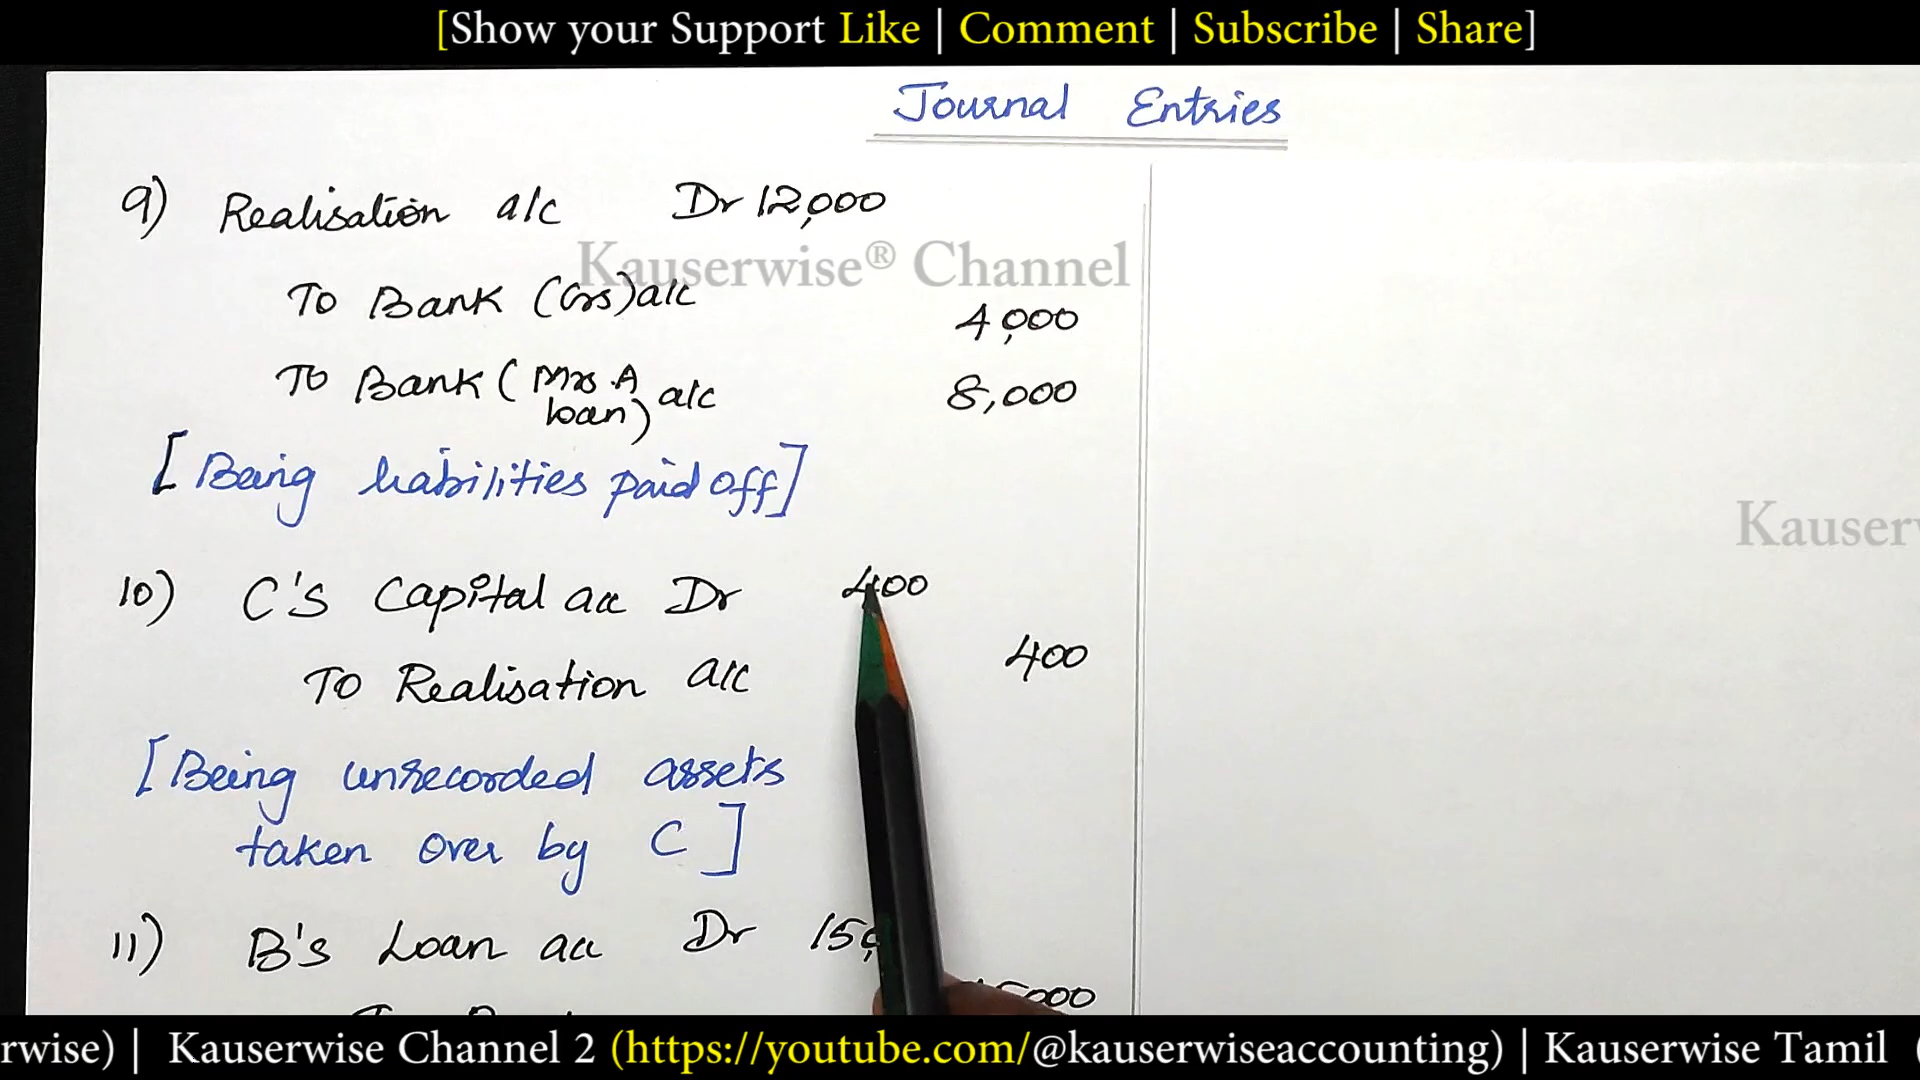 [Show your Support Like | Comment | Subscribe | Share]
Journal Entries
9) Realisation a/c Dr 12,000
Kauserwise® Channel
To Bank (Crs) a/c 4,000
To Bank (Mrs. A loan) a/c 8,000
[Being liabilities paid off]
Kauserw
10) C's Capital a/c Dr 400
To Realisation a/c 400
[Being unrecorded assets
taken over by C]
11) B's Loan a/c Dr 15,
000
rwise) | Kauserwise Channel 2 (https://youtube.com/@kauserwiseaccounting) | Kauserwise Tamil (